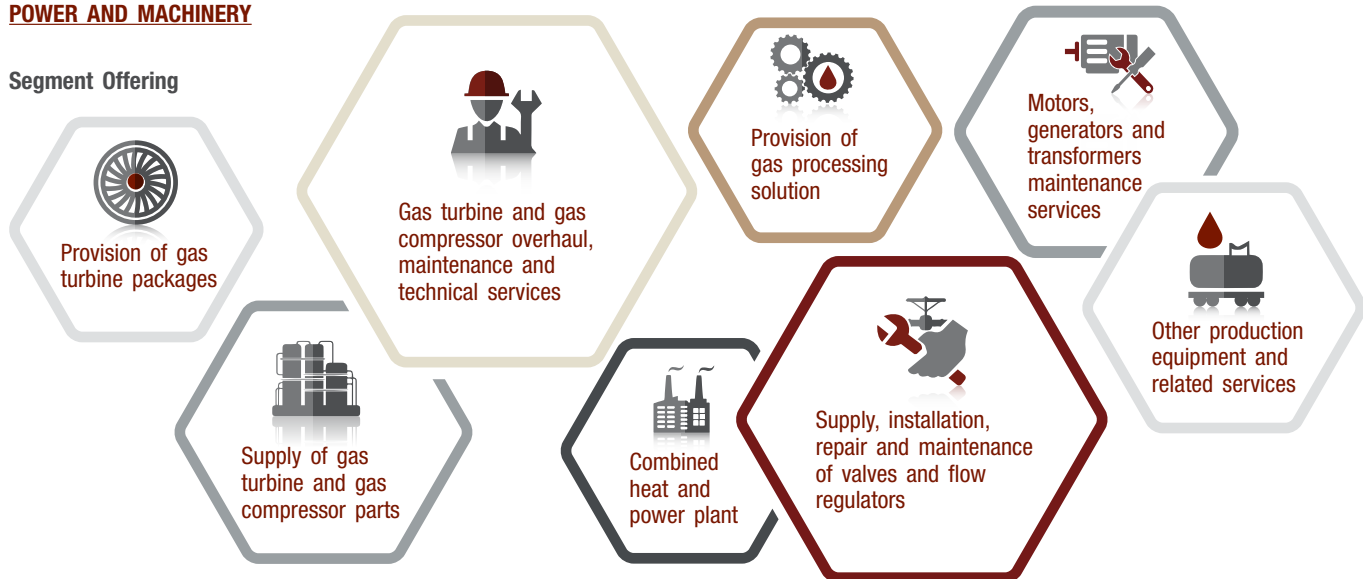 POWER AND MACHINERY
Segment Offering
Provision of gas
turbine packages
Gas turbine and gas
compressor overhaul,
maintenance and
technical services
Provision of
gas processing
solution
Motors,
generators and
transformers
maintenance
services
Supply of gas
turbine and gas
compressor parts
Combined
heat and
power plant
Supply, installation,
repair and maintenance
of valves and flow
regulators
Other production
equipment and
related services